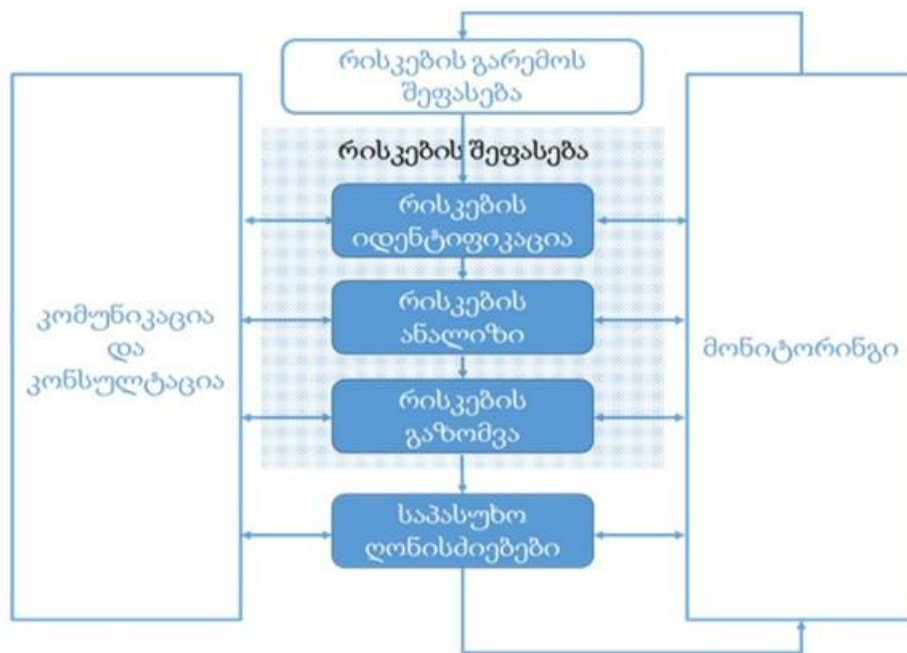 რისკების გარემოს
შეფასება
რისკების შეფასება
რისკების
იდენტიფიკაცია
რისკების
ანალიზი
რისკების
გაზომვა
საპასუხო
ღონისძიებები
კომუნიკაცია
და
კონსულტაცია
მონიტორინგი